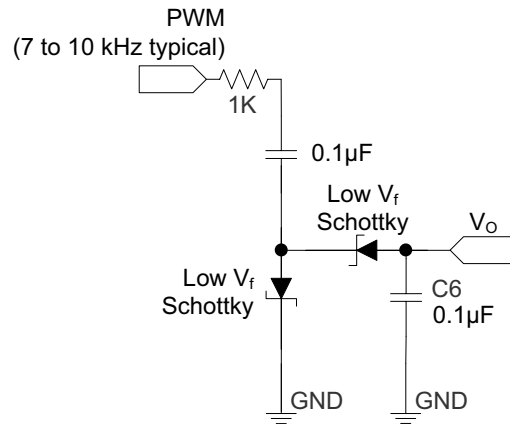 PWM
(7 to 10 kHz typical)
1K
0.1µF
Low Vf
Schottky
VO
Low Vf
Schottky
C6
0.1µF
GND
GND